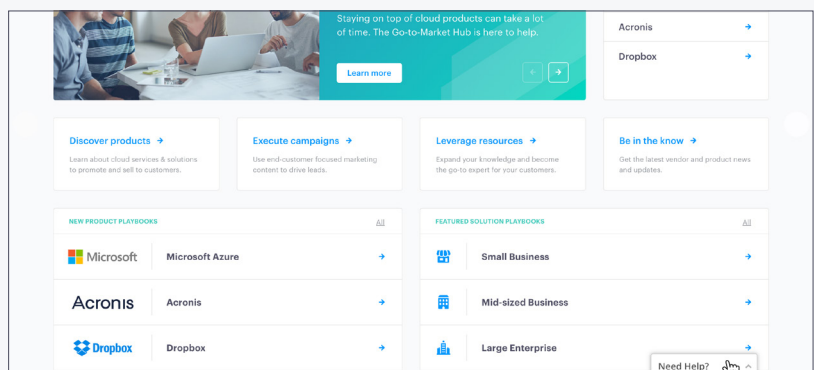 Staying on top of cloud products can take a lot
of time. The Go-to-Market Hub is here to help.
Learn more
Acronis
Dropbox
Discover products
Learn about cloud services & solutions
to promote and sell to customers.
Execute campaigns
Use end-customer focused marketing
content to drive leads.
Leverage resources
Expand your knowledge and become
the go-to expert for your customers.
Be in the know
Get the latest vendor and product news
and updates.
NEW PRODUCT PLAYBOOKS
All
Microsoft
Microsoft Azure
Acronis
Acronis
Dropbox
Dropbox
FEATURED SOLUTION PLAYBOOKS
All
Small Business
Mid-sized Business
Large Enterprise
Need Help?